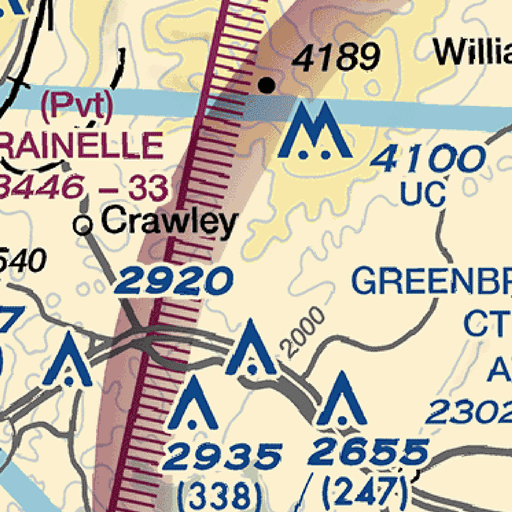 4189
Willia
(Pvt)
RAINELLE
3446 – 33
4100
UC
Crawley
540
2920
GREENBR
CT
7
2000
A
2302
2935
(338)
2655
(247)